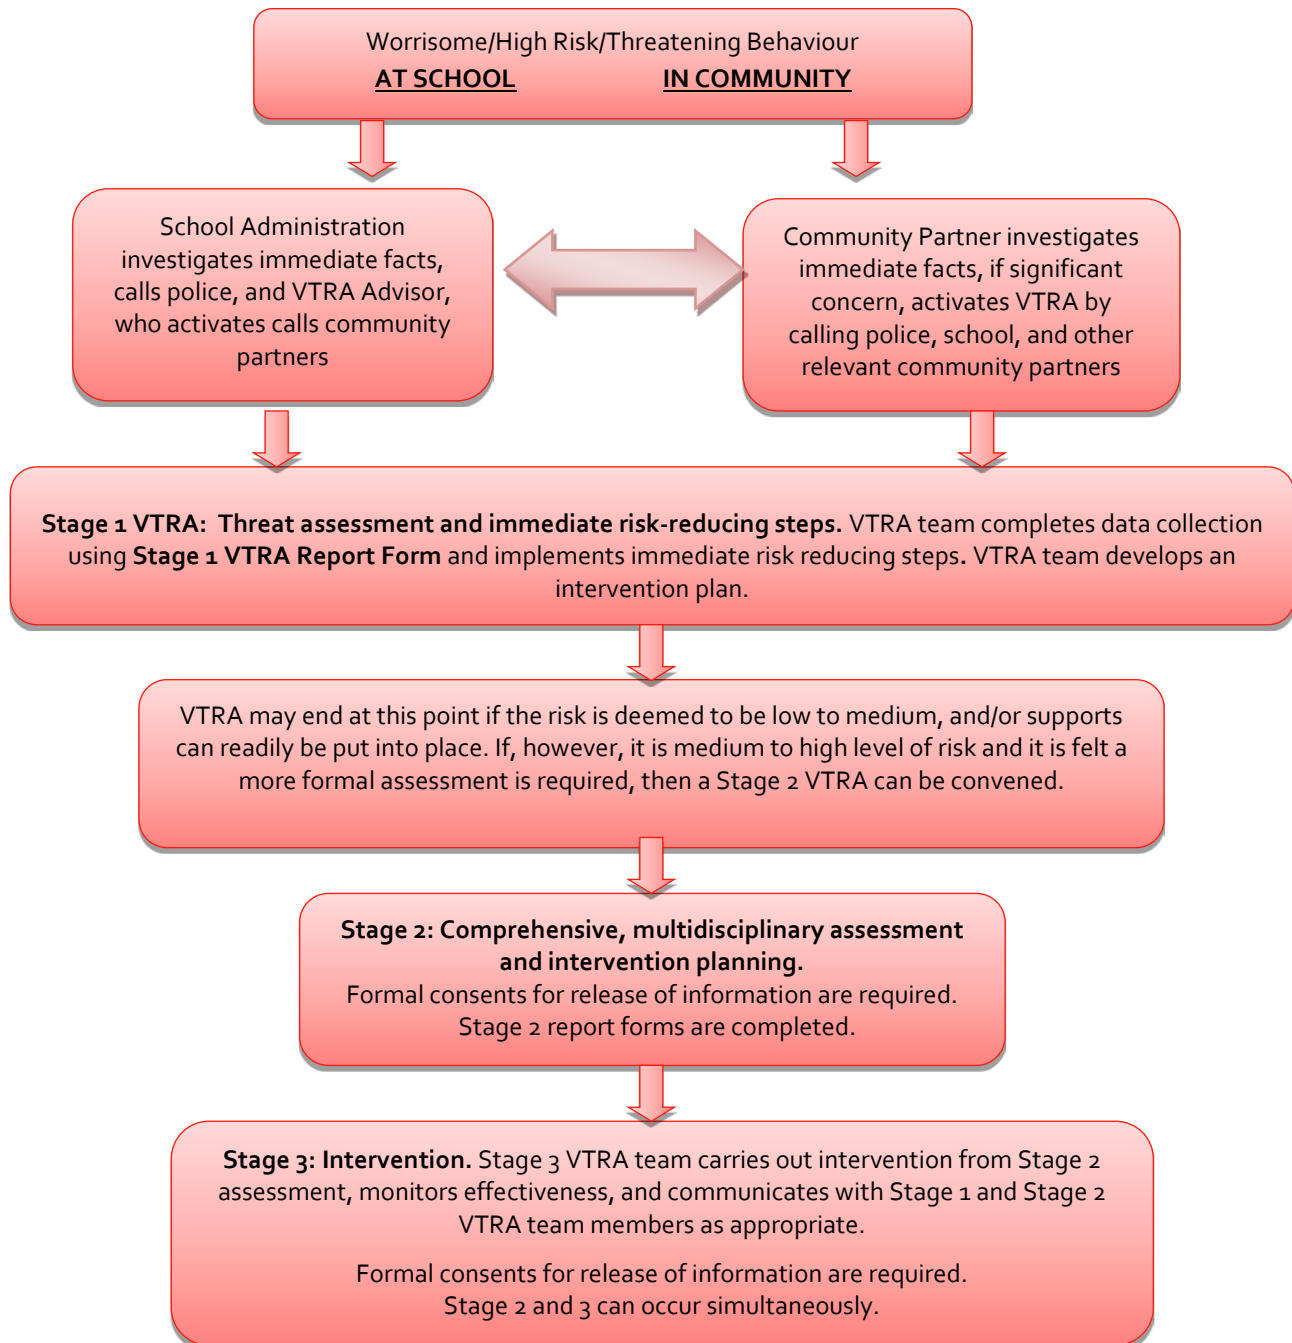 Worrisome/High Risk/Threatening Behaviour
AT SCHOOL IN COMMUNITY
School Administration
investigates immediate facts,
calls police, and VTRA Advisor,
who activates calls community
partners
Community Partner investigates
immediate facts, if significant
concern, activates VTRA by
calling police, school, and other
relevant community partners
Stage 1 VTRA: Threat assessment and immediate risk-reducing steps. VTRA team completes data collection
using Stage 1 VTRA Report Form and implements immediate risk reducing steps. VTRA team develops an
intervention plan.
VTRA may end at this point if the risk is deemed to be low to medium, and/or supports
can readily be put into place. If, however, it is medium to high level of risk and it is felt a
more formal assessment is required, then a Stage 2 VTRA can be convened.
Stage 2: Comprehensive, multidisciplinary assessment
and intervention planning.
Formal consents for release of information are required.
Stage 2 report forms are completed.
Stage 3: Intervention. Stage 3 VTRA team carries out intervention from Stage 2
assessment, monitors effectiveness, and communicates with Stage 1 and Stage 2
VTRA team members as appropriate.
Formal consents for release of information are required.
Stage 2 and 3 can occur simultaneously.